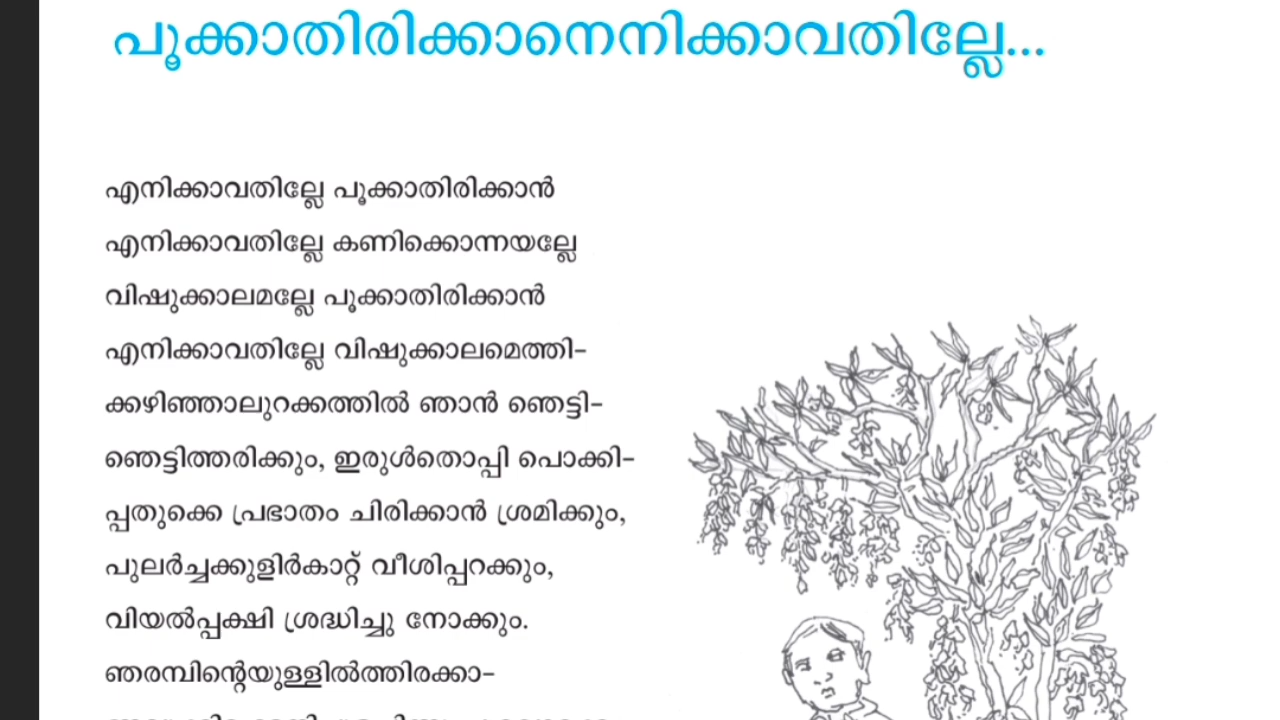 പൂക്കാതിരിക്കാനെനിക്കാവതില്ലേ...
എനിക്കാവതില്ലേ പൂക്കാതിരിക്കാൻ
എനിക്കാവതില്ലേ കണിക്കൊന്നയല്ലേ
വിഷുക്കാലമല്ലേ പൂക്കാതിരിക്കാൻ
എനിക്കാവതില്ലേ വിഷുക്കാലമെത്തി-
ക്കഴിഞ്ഞാലുറക്കത്തിൽ ഞാൻ ഞെട്ടി-
ഞെട്ടിത്തരിക്കും, ഇരുൾതൊപ്പി പൊക്കി-
പ്പതുക്കെ പ്രഭാതം ചിരിക്കാൻ ശ്രമിക്കും,
പുലർച്ചക്കുളിർകാറ്റ് വീശിപ്പറക്കും,
വിയൽപ്പക്ഷി ശ്രദ്ധിച്ചു നോക്കും.
ഞരമ്പിന്റെയുള്ളിൽത്തിരക്കാ-